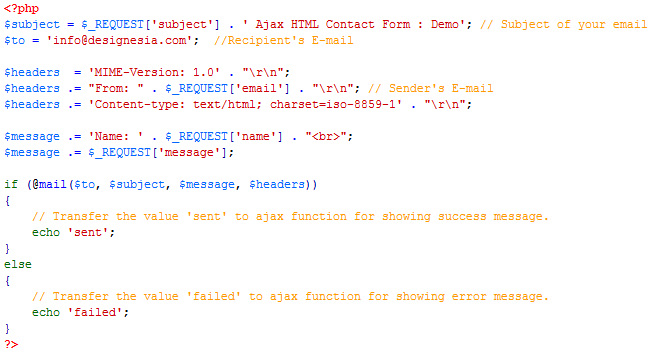 <?php
$subject = $_REQUEST['subject'] . ' Ajax HTML Contact Form : Demo'; // Subject of your email
$to = 'info@designesia.com';  //Recipient's E-mail

$headers  = 'MIME-Version: 1.0' . "\r\n";
$headers .= "From: " . $_REQUEST['email'] . "\r\n"; // Sender's E-mail
$headers .= 'Content-type: text/html; charset=iso-8859-1' . "\r\n";

$message .= 'Name: ' . $_REQUEST['name'] . "<br>";
$message .= $_REQUEST['message'];

if (@mail($to, $subject, $message, $headers))
{
    // Transfer the value 'sent' to ajax function for showing success message.
    echo 'sent';
}
else
{
    // Transfer the value 'failed' to ajax function for showing error message.
    echo 'failed';
}
?>